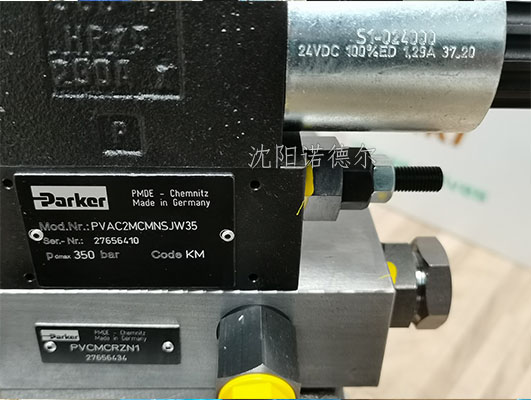 S1-024000
24VDC 100%ED 1,29A 37.20
P
沈阳诺德尔
Parker
PMDE - Chemnitz
Made in Germany
Mod.Nr.: PVAC2MCMNSJW35
Ser.-Nr.: 27656410
p max 350 bar Code KM
Parker
PMDE - Chemnitz
Made in Germany
PVCMCRZN1
27656434